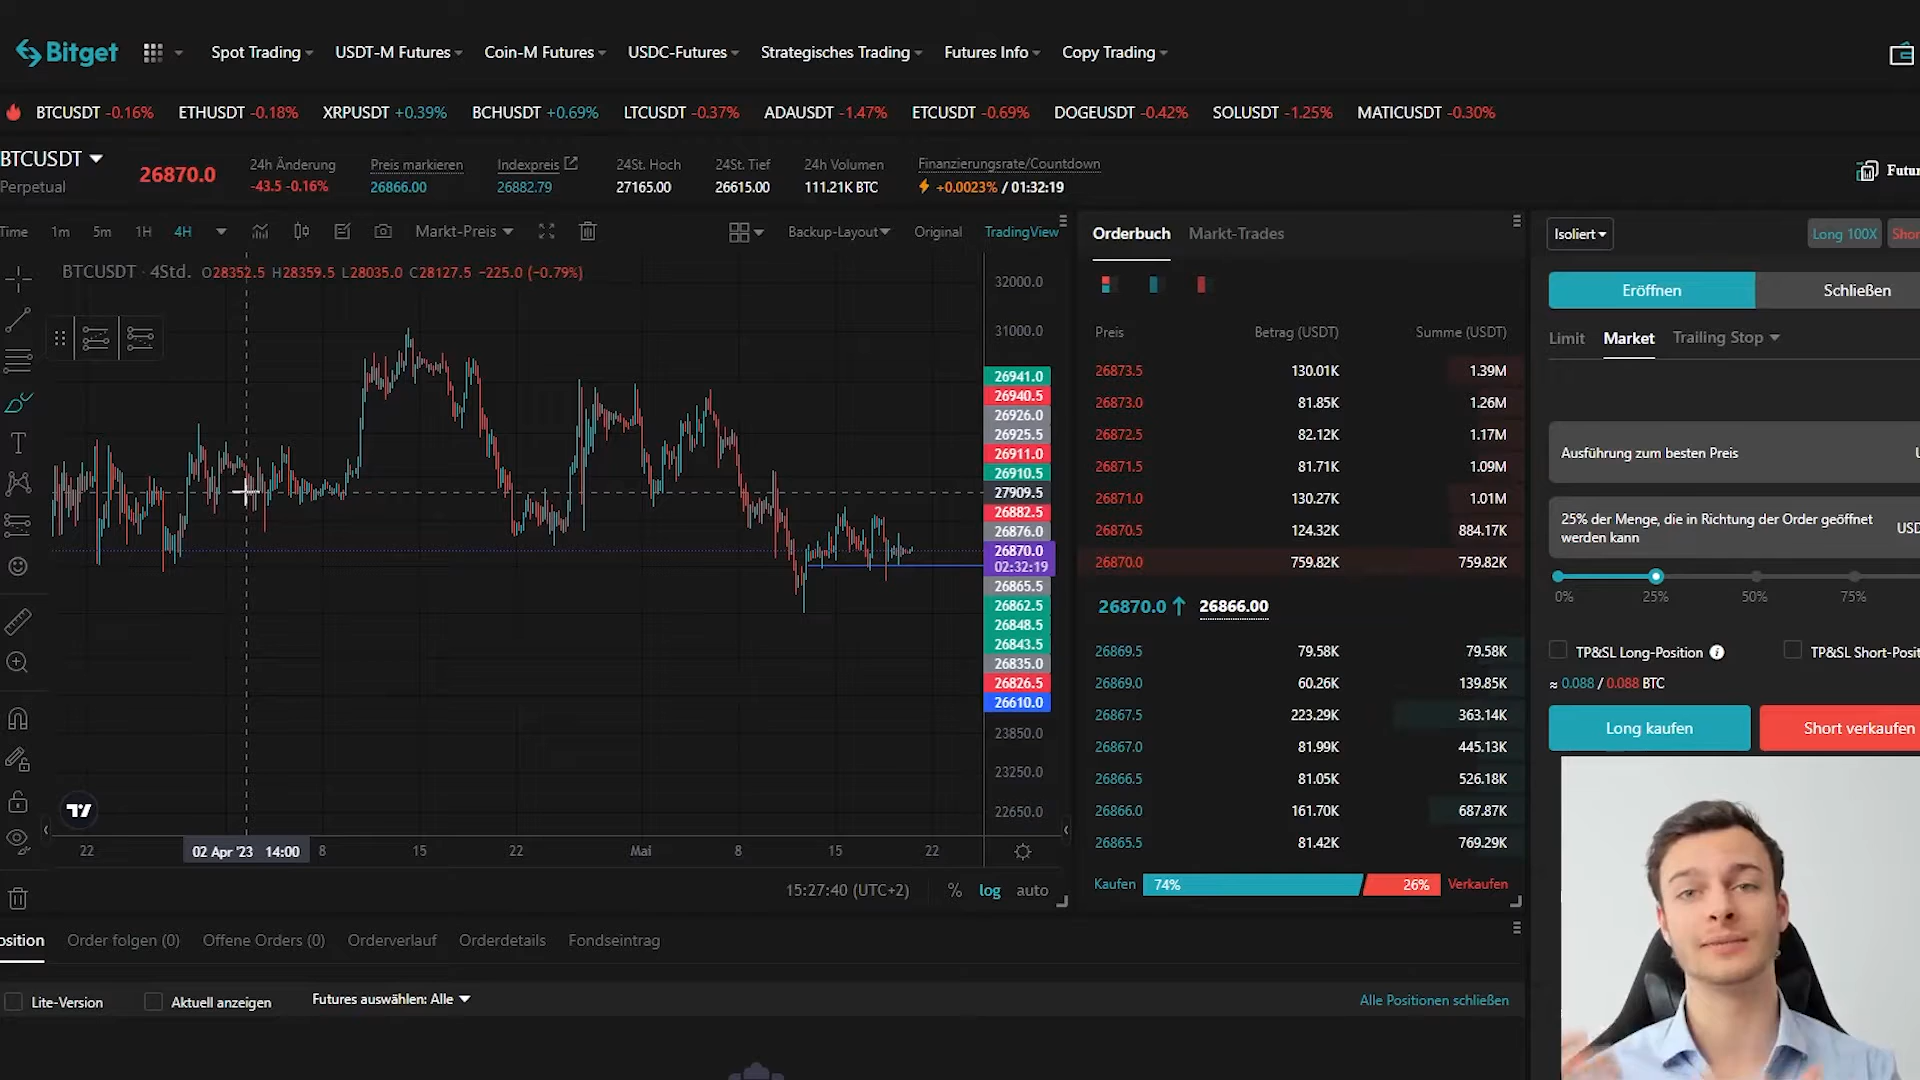 Bitget
Spot Trading USDT-M Futures Coin-M Futures USDC-Futures Strategisches Trading Futures Info Copy Trading
BTCUSDT -0.16% ETHUSDT -0.18% XRPUSDT +0.39% BCHUSDT +0.69% LTCUSDT -0.37% ADAUSDT -1.47% ETCUSDT -0.69% DOGEUSDT -0.42% SOLUSDT -1.25% MATICUSDT -0.30%
BTCUSDT
Perpetual
26870.0
24h Änderung
-43.5 -0.16%
Preis markieren
26866.00
Indexpreis
26882.79
24St. Hoch
27165.00
24St. Tief
26615.00
24h Volumen
111.21K BTC
Finanzierungsrate/Countdown
+0.0023% / 01:32:19
Futur
Time 1m 5m 1H 4H Markt-Preis Backup-Layout Original TradingView
BTCUSDT · 4Std. O28352.5 H28359.5 L28035.0 C28127.5 −225.0 (−0.79%)
32000.0
31000.0
26941.0
26940.5
26926.0
26925.5
26911.0
26910.5
27909.5
26882.5
26876.0
26870.0
02:32:19
26865.5
26862.5
26848.5
26843.5
26835.0
26826.5
26610.0
23850.0
23250.0
22650.0
22 02 Apr '23 14:00 8 15 22 Mai 8 15 22
15:27:40 (UTC+2) % log auto
Orderbuch Markt-Trades
Preis Betrag (USDT) Summe (USDT)
26873.5 130.01K 1.39M
26873.0 81.85K 1.26M
26872.5 82.12K 1.17M
26871.5 81.71K 1.09M
26871.0 130.27K 1.01M
26870.5 124.32K 884.17K
26870.0 759.82K 759.82K
26870.0 26866.00
26869.5 79.58K 79.58K
26869.0 60.26K 139.85K
26867.5 223.29K 363.14K
26867.0 81.99K 445.13K
26866.5 81.05K 526.18K
26866.0 161.70K 687.87K
26865.5 81.42K 769.29K
Kaufen 74% 26% Verkaufen
Isoliert Long 100X Shor
Eröffnen Schließen
Limit Market Trailing Stop
Ausführung zum besten Preis U
25% der Menge, die in Richtung der Order geöffnet
werden kann
USD
0% 25% 50% 75%
TP&SL Long-Position TP&SL Short-Posit
≈ 0.088 / 0.088 BTC
Long kaufen Short verkaufen
osition Order folgen (0) Offene Orders (0) Orderverlauf Orderdetails Fondseintrag
Lite-Version Aktuell anzeigen Futures auswählen: Alle Alle Positionen schließen